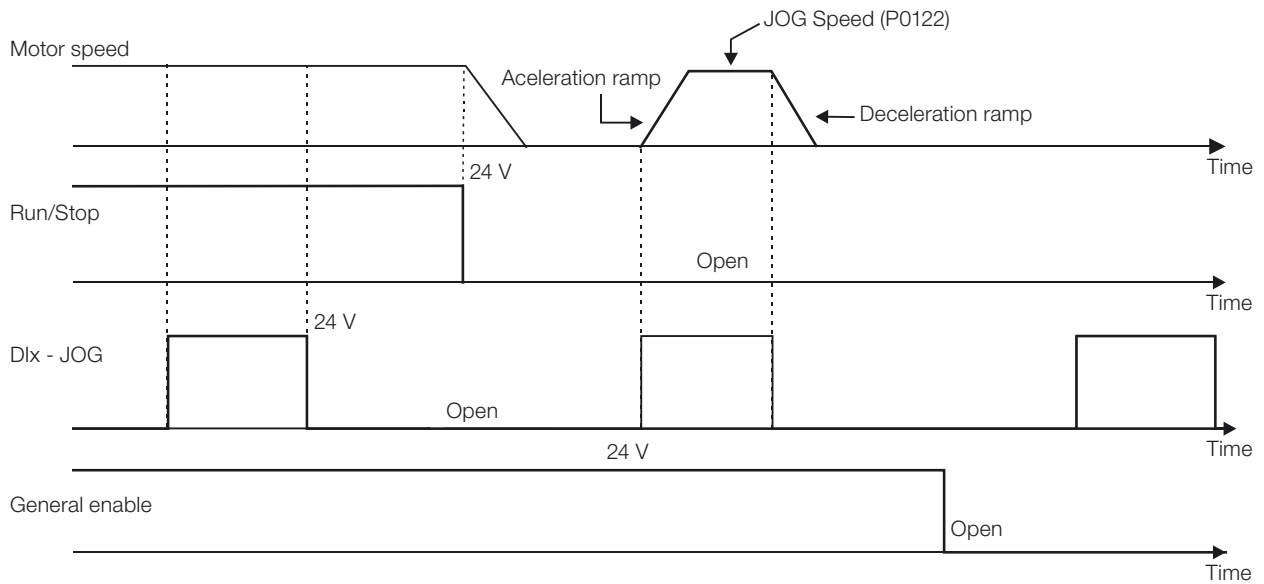 JOG Speed (P0122)
Motor speed
Aceleration ramp
Deceleration ramp
Time
24 V
Run/Stop
Open
Time
24 V
DIx - JOG
Open
Time
24 V
General enable
Open
Time